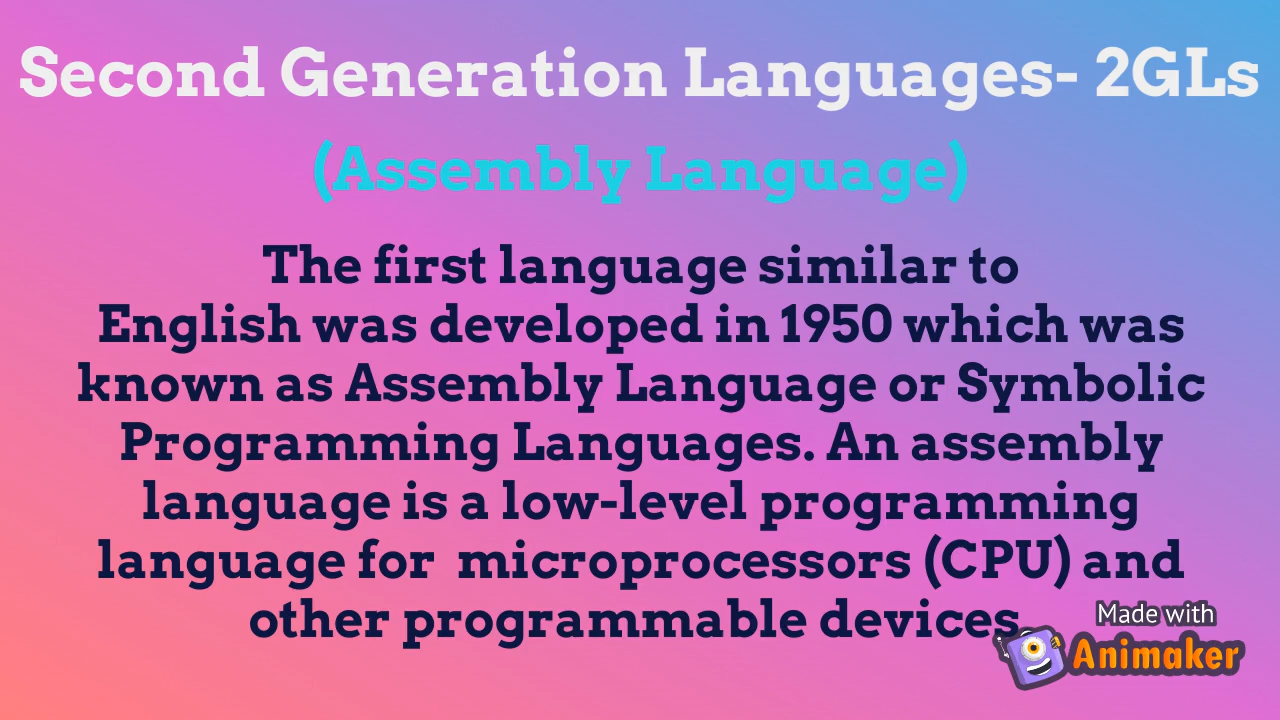 Second Generation Languages- 2GLs
(Assembly Language)
The first language similar to
English was developed in 1950 which was
known as Assembly Language or Symbolic
Programming Languages. An assembly
language is a low-level programming
language for  microprocessors (CPU) and
other programmable devices.
Made with
Animaker